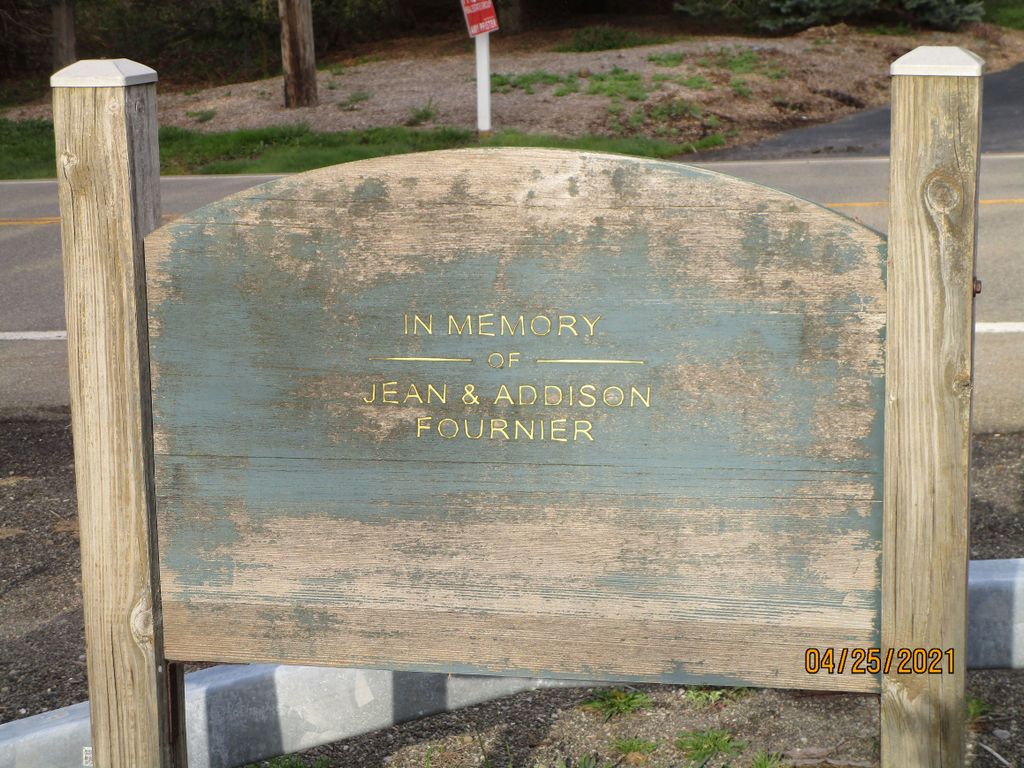 IN MEMORY
OF
JEAN & ADDISON
FOURNIER
04/25/2021